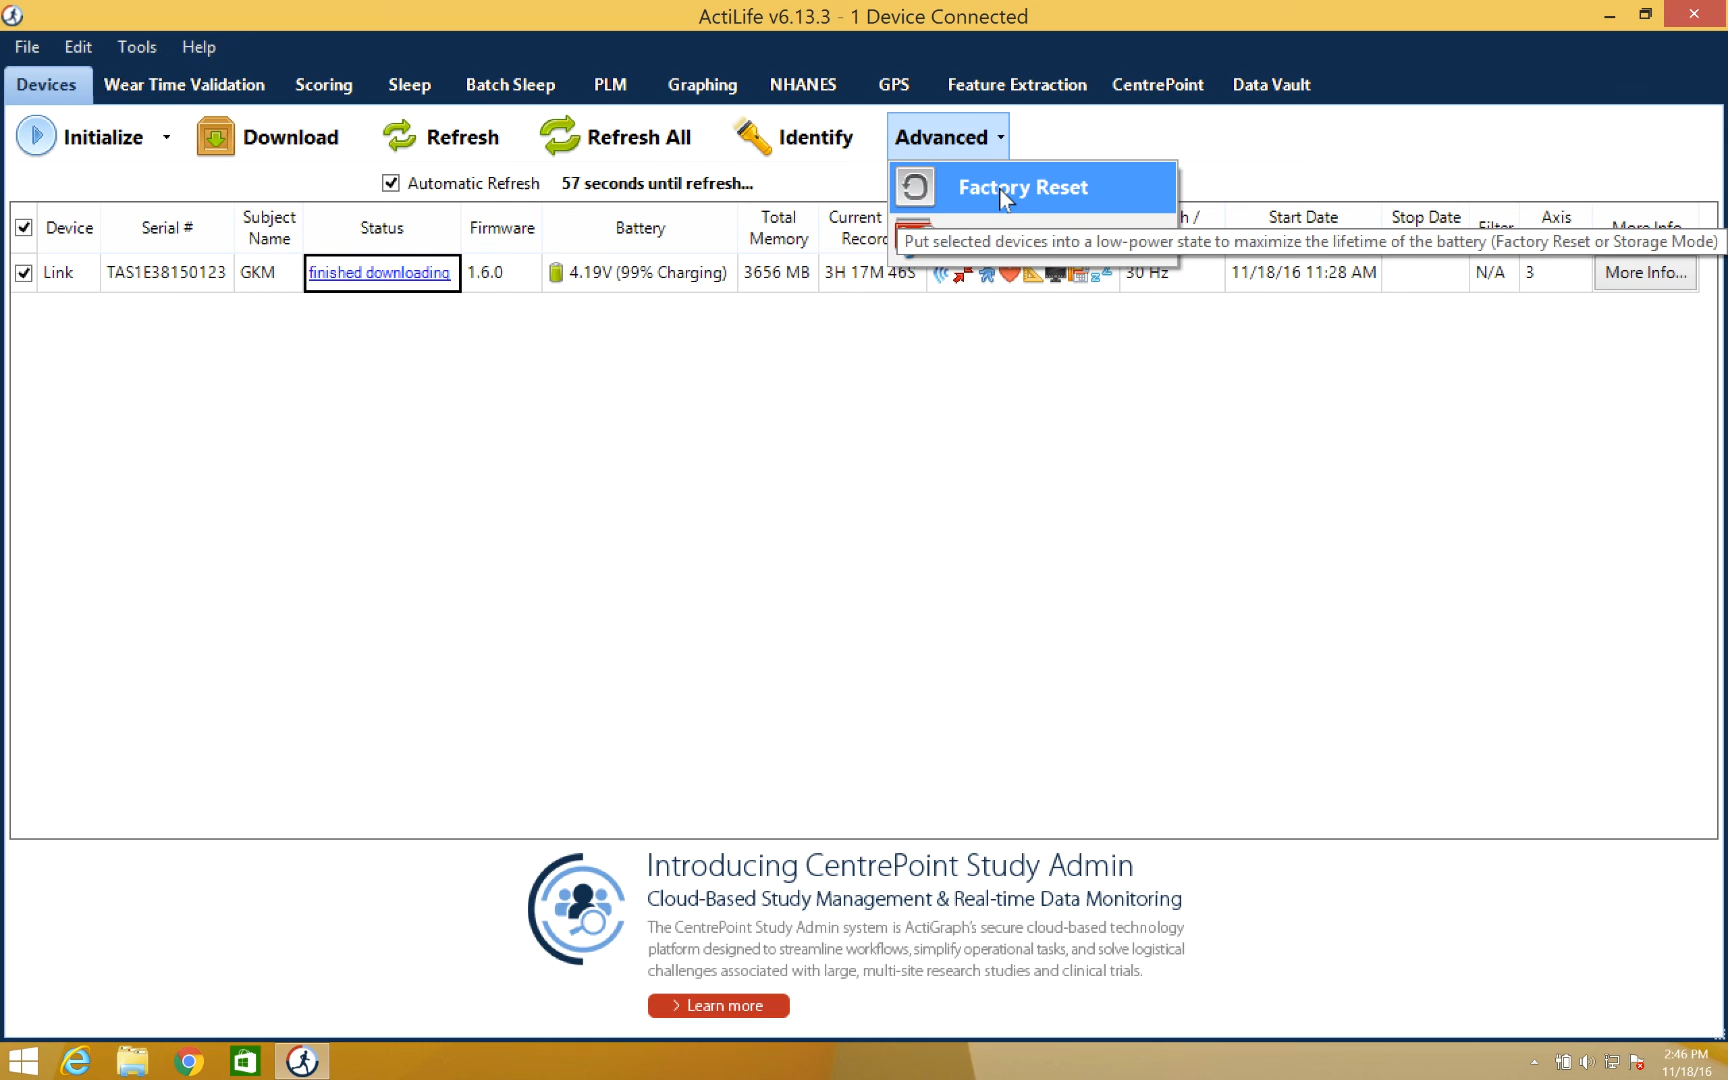 ActiLife v6.13.3 - 1 Device Connected
File Edit Tools Help
Devices Wear Time Validation Scoring Sleep Batch Sleep PLM Graphing NHANES GPS Feature Extraction CentrePoint Data Vault
Initialize Download Refresh Refresh All Identify Advanced
Automatic Refresh 57 seconds until refresh...
Factory Reset
Put selected devices into a low-power state to maximize the lifetime of the battery (Factory Reset or Storage Mode)
Device Serial # Subject Name Status Firmware Battery Total Memory Current Start Date Stop Date Filter Axis More Info
Link TAS1E38150123 GKM finished downloading 1.6.0 4.19V (99% Charging) 3656 MB 3H 17M 46S 30 Hz 11/18/16 11:28 AM N/A 3 More Info...
Introducing CentrePoint Study Admin
Cloud-Based Study Management & Real-time Data Monitoring
The CentrePoint Study Admin system is ActiGraph's secure cloud-based technology
platform designed to streamline workflows, simplify operational tasks, and solve logistical
challenges associated with large, multi-site research studies and clinical trials.
> Learn more
2:46 PM
11/18/16